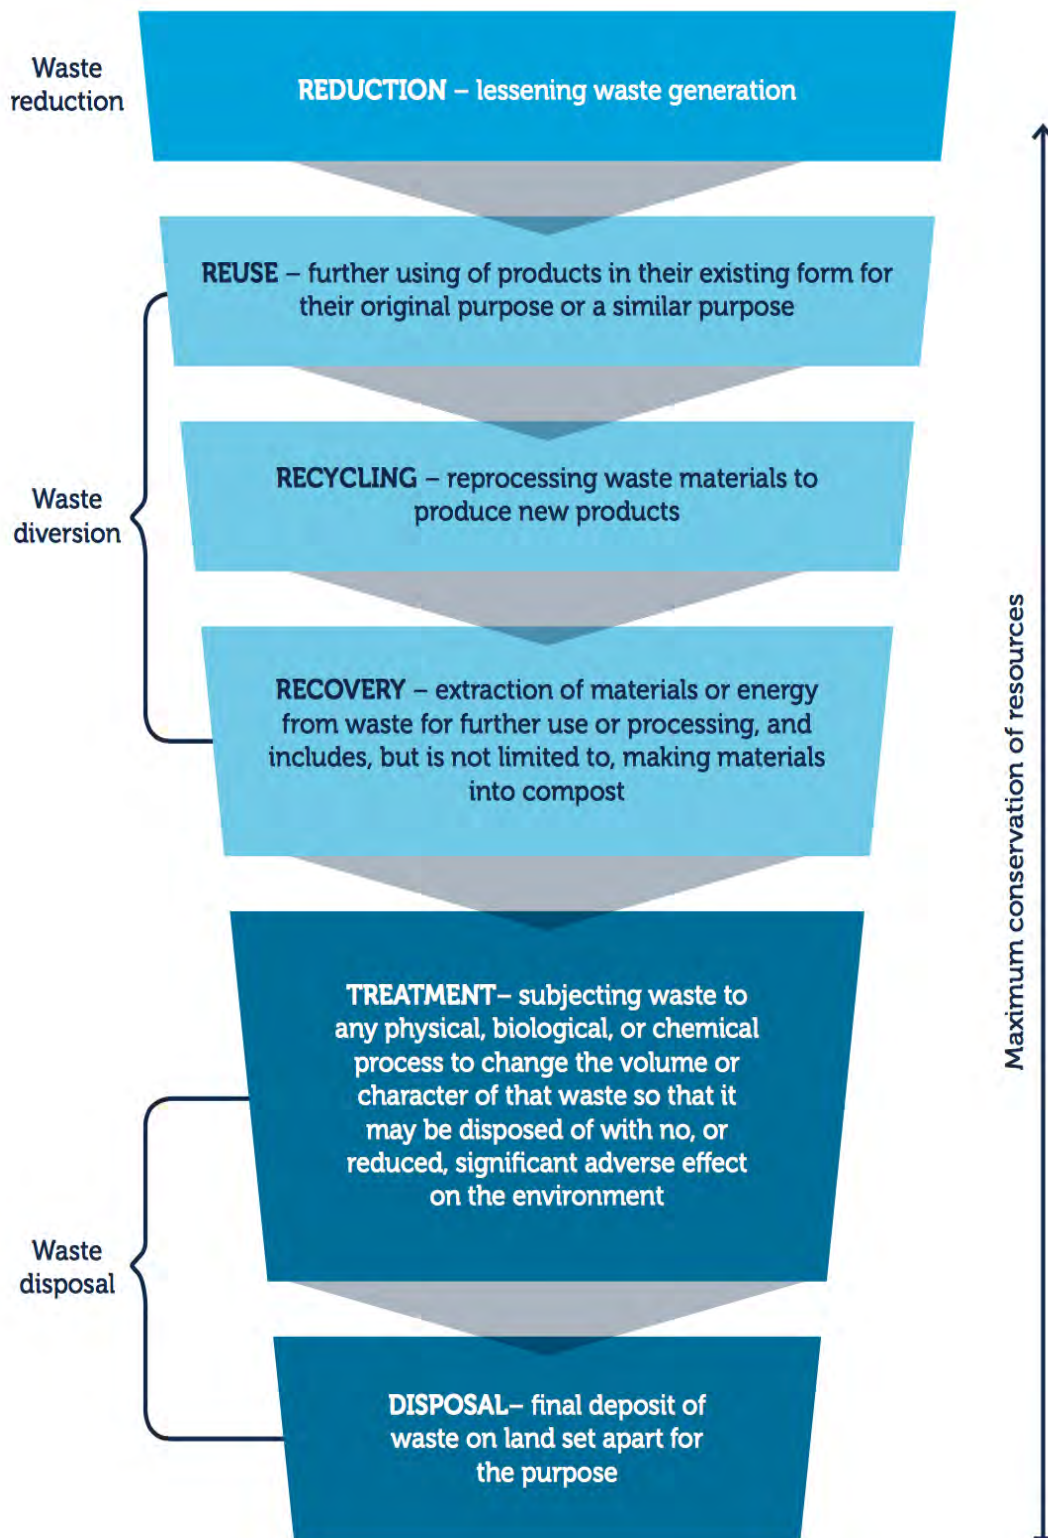 Waste
reduction
REDUCTION – lessening waste generation
REUSE – further using of products in their existing form for
their original purpose or a similar purpose
Waste
diversion
RECYCLING – reprocessing waste materials to
produce new products
RECOVERY – extraction of materials or energy
from waste for further use or processing, and
includes, but is not limited to, making materials
into compost
Maximum conservation of resources
TREATMENT– subjecting waste to
any physical, biological, or chemical
process to change the volume or
character of that waste so that it
may be disposed of with no, or
reduced, significant adverse effect
on the environment
Waste
disposal
DISPOSAL– final deposit of
waste on land set apart for
the purpose